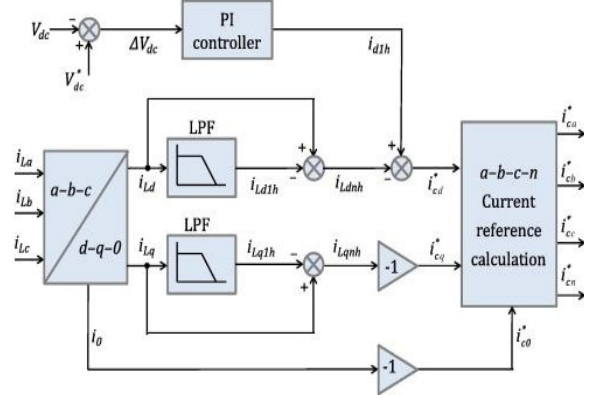 V_dc
−
+
V*_dc
ΔV_dc
PI
controller
i_d1h
i_La
i_Lb
i_Lc
a-b-c
d-q-0
LPF
i_Ld
i_Ld1h
+
−
i_Ldnh
+
−
i*_cd
LPF
i_Lq
i_Lq1h
−
+
i_Lqnh
-1
i*_cq
i_0
-1
i*_c0
a-b-c-n
Current
reference
calculation
i*_ca
i*_cb
i*_cc
i*_cn